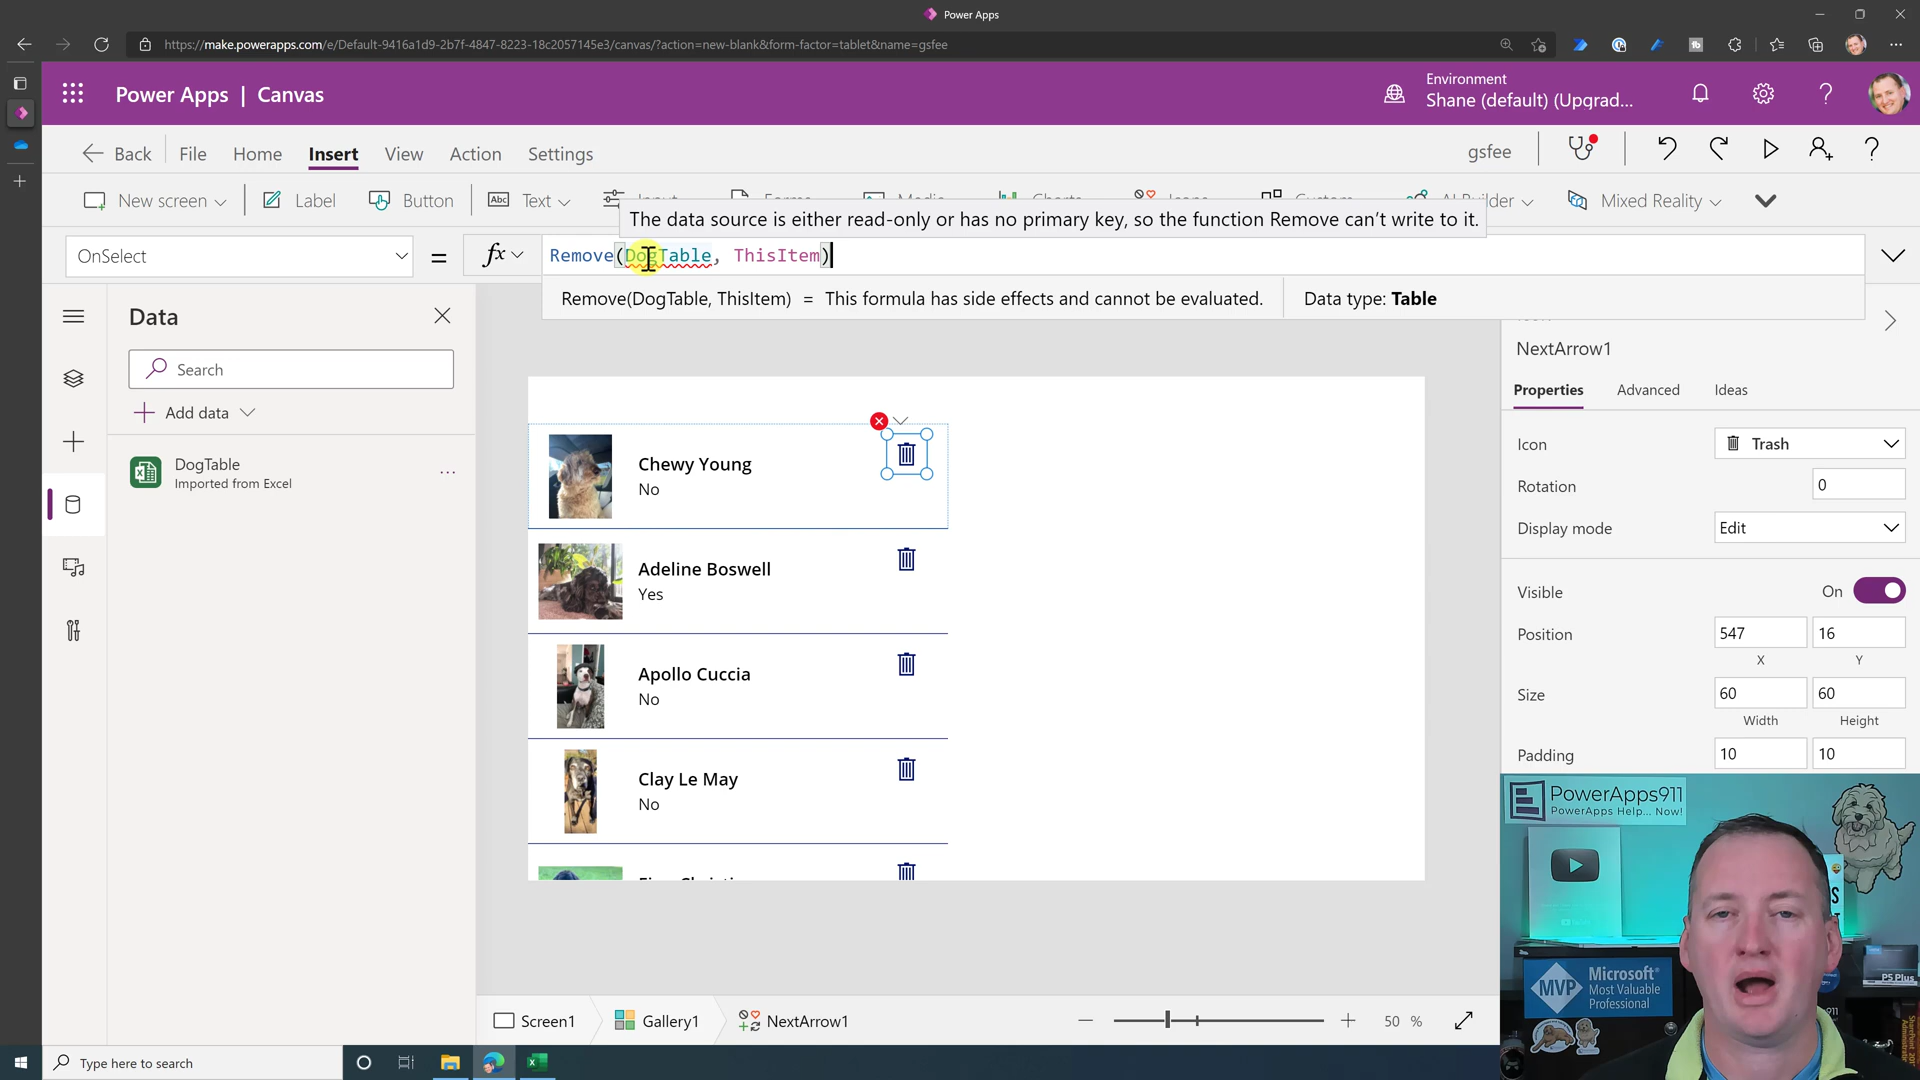 Power Apps
https://make.powerapps.com/e/Default-9416a1d9-2b7f-4847-8223-18c2057145e3/canvas/?action=new-blank&form-factor=tablet&name=gsfee
Power Apps | Canvas
Environment
Shane (default) (Upgrad...
Back File Home Insert View Action Settings
gsfee
New screen Label Button Text Mixed Reality
The data source is either read-only or has no primary key, so the function Remove can't write to it.
OnSelect = fx Remove(DogTable, ThisItem)
Remove(DogTable, ThisItem) = This formula has side effects and cannot be evaluated. Data type: Table
Data
Search
Add data
DogTable
Imported from Excel
Chewy Young
No
Adeline Boswell
Yes
Apollo Cuccia
No
Clay Le May
No
NextArrow1
Properties Advanced Ideas
Icon Trash
Rotation 0
Display mode Edit
Visible On
Position 547 16
X Y
Size 60 60
Width Height
Padding 10 10
PowerApps911
PowerApps Help... Now!
Microsoft
MVP Most Valuable
Professional
P5 Plus
Screen1 Gallery1 NextArrow1
50 %
Type here to search